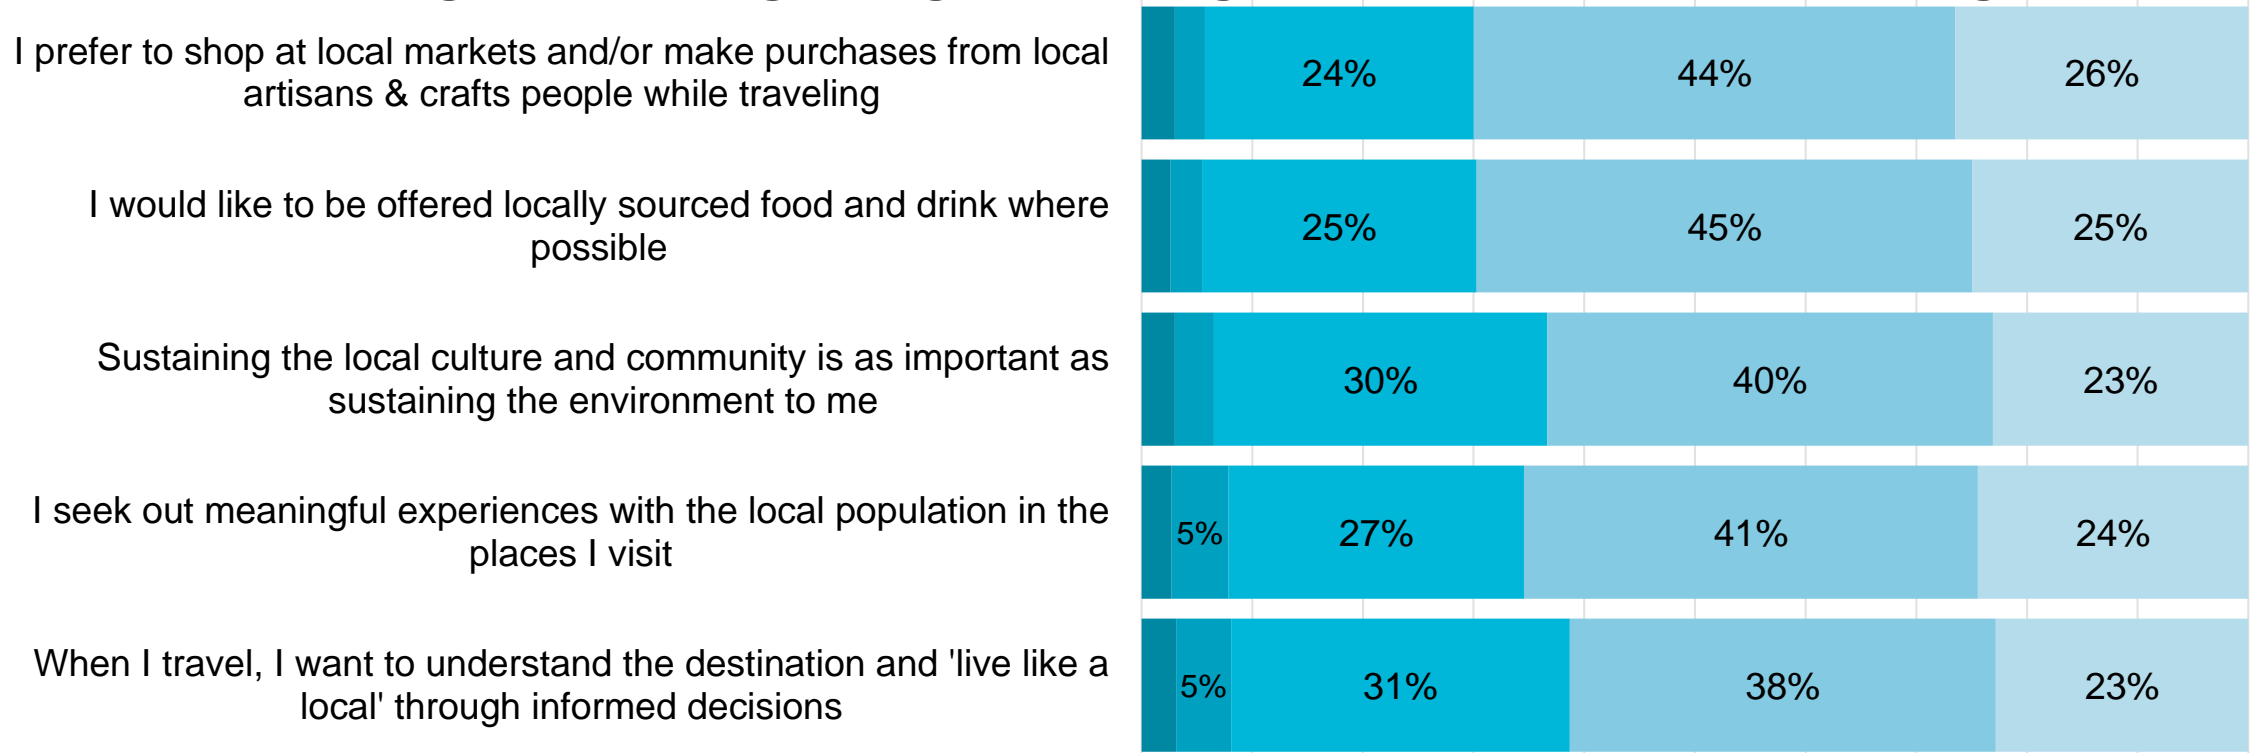 I prefer to shop at local markets and/or make purchases from local
artisans & crafts people while traveling
24% 44% 26%
I would like to be offered locally sourced food and drink where
possible
25% 45% 25%
Sustaining the local culture and community is as important as
sustaining the environment to me
30% 40% 23%
I seek out meaningful experiences with the local population in the
places I visit
5% 27% 41% 24%
When I travel, I want to understand the destination and 'live like a
local' through informed decisions
5% 31% 38% 23%